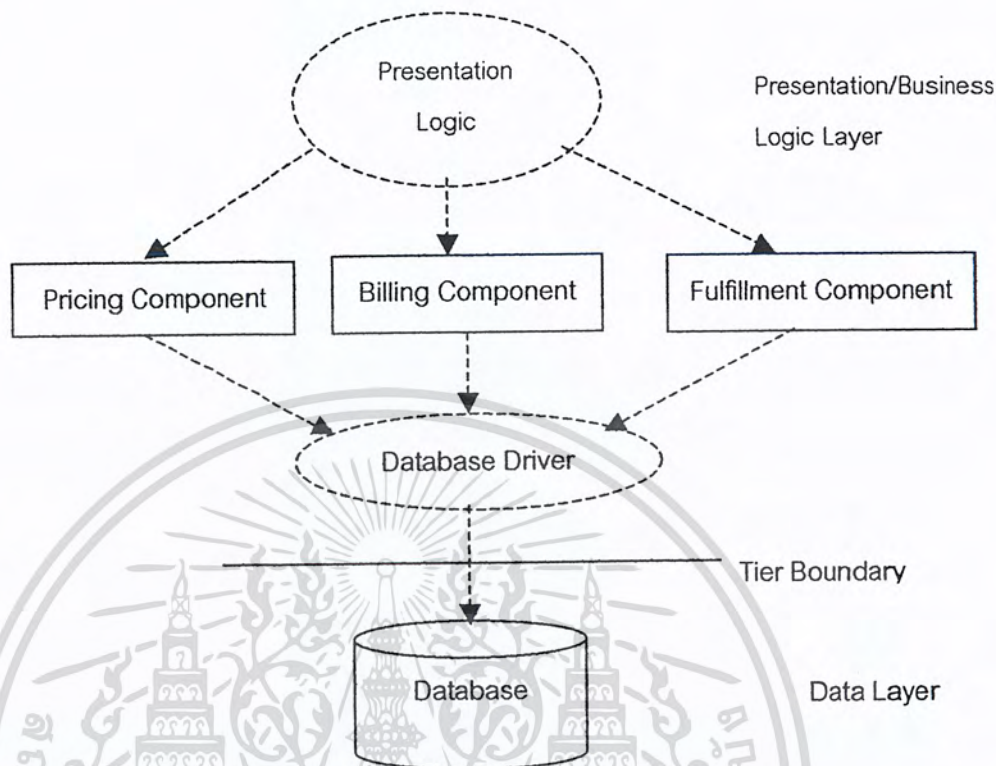 Presentation
Logic
Presentation/Business
Logic Layer
Pricing Component
Billing Component
Fulfillment Component
Database Driver
Tier Boundary
Database
Data Layer